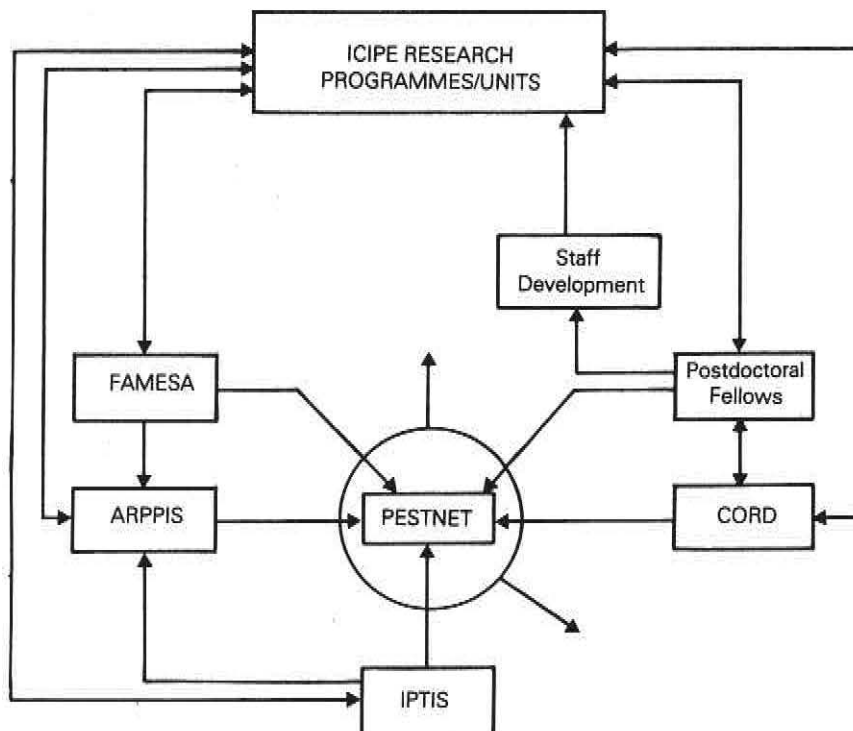 ICIPE RESEARCH
PROGRAMMES/UNITS
Staff
Development
FAMESA
Postdoctoral
Fellows
ARPPIS
PESTNET
CORD
IPTIS